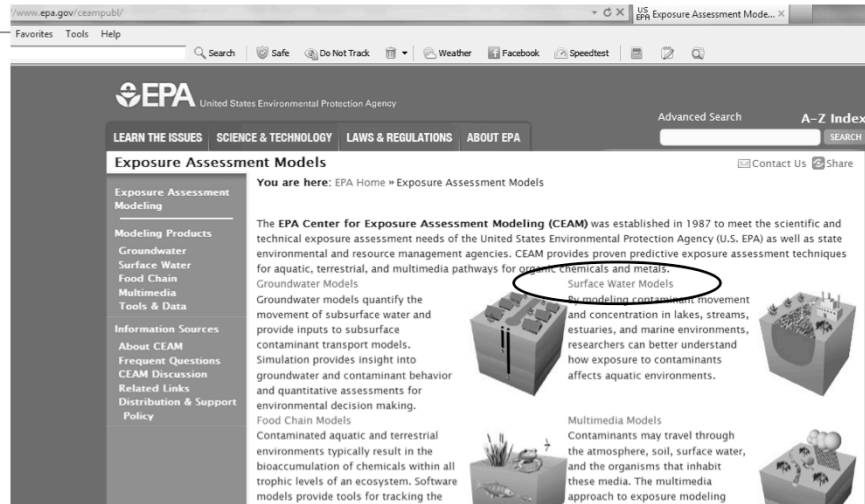 /www.epa.gov/ceampubl/
US EPA Exposure Assessment Mode...
Favorites Tools Help
Search Safe Do Not Track Weather Facebook Speedtest
EPA United States Environmental Protection Agency
Advanced Search A-Z Index
LEARN THE ISSUES SCIENCE & TECHNOLOGY LAWS & REGULATIONS ABOUT EPA
SEARCH
Exposure Assessment Models
Contact Us Share
Exposure Assessment
Modeling
Modeling Products
Groundwater
Surface Water
Food Chain
Multimedia
Tools & Data
Information Sources
About CEAM
Frequent Questions
CEAM Discussion
Related Links
Distribution & Support
Policy
You are here: EPA Home » Exposure Assessment Models
The EPA Center for Exposure Assessment Modeling (CEAM) was established in 1987 to meet the scientific and
technical exposure assessment needs of the United States Environmental Protection Agency (U.S. EPA) as well as state
environmental and resource management agencies. CEAM provides proven predictive exposure assessment techniques
for aquatic, terrestrial, and multimedia pathways for organic chemicals and metals.
Groundwater Models
Groundwater models quantify the
movement of subsurface water and
provide inputs to subsurface
contaminant transport models.
Simulation provides insight into
groundwater and contaminant behavior
and quantitative assessments for
environmental decision making.
Surface Water Models
By modeling contaminant movement
and concentration in lakes, streams,
estuaries, and marine environments,
researchers can better understand
how exposure to contaminants
affects aquatic environments.
Food Chain Models
Contaminated aquatic and terrestrial
environments typically result in the
bioaccumulation of chemicals within all
trophic levels of an ecosystem. Software
models provide tools for tracking the
Multimedia Models
Contaminants may travel through
the atmosphere, soil, surface water,
and the organisms that inhabit
these media. The multimedia
approach to exposure modeling